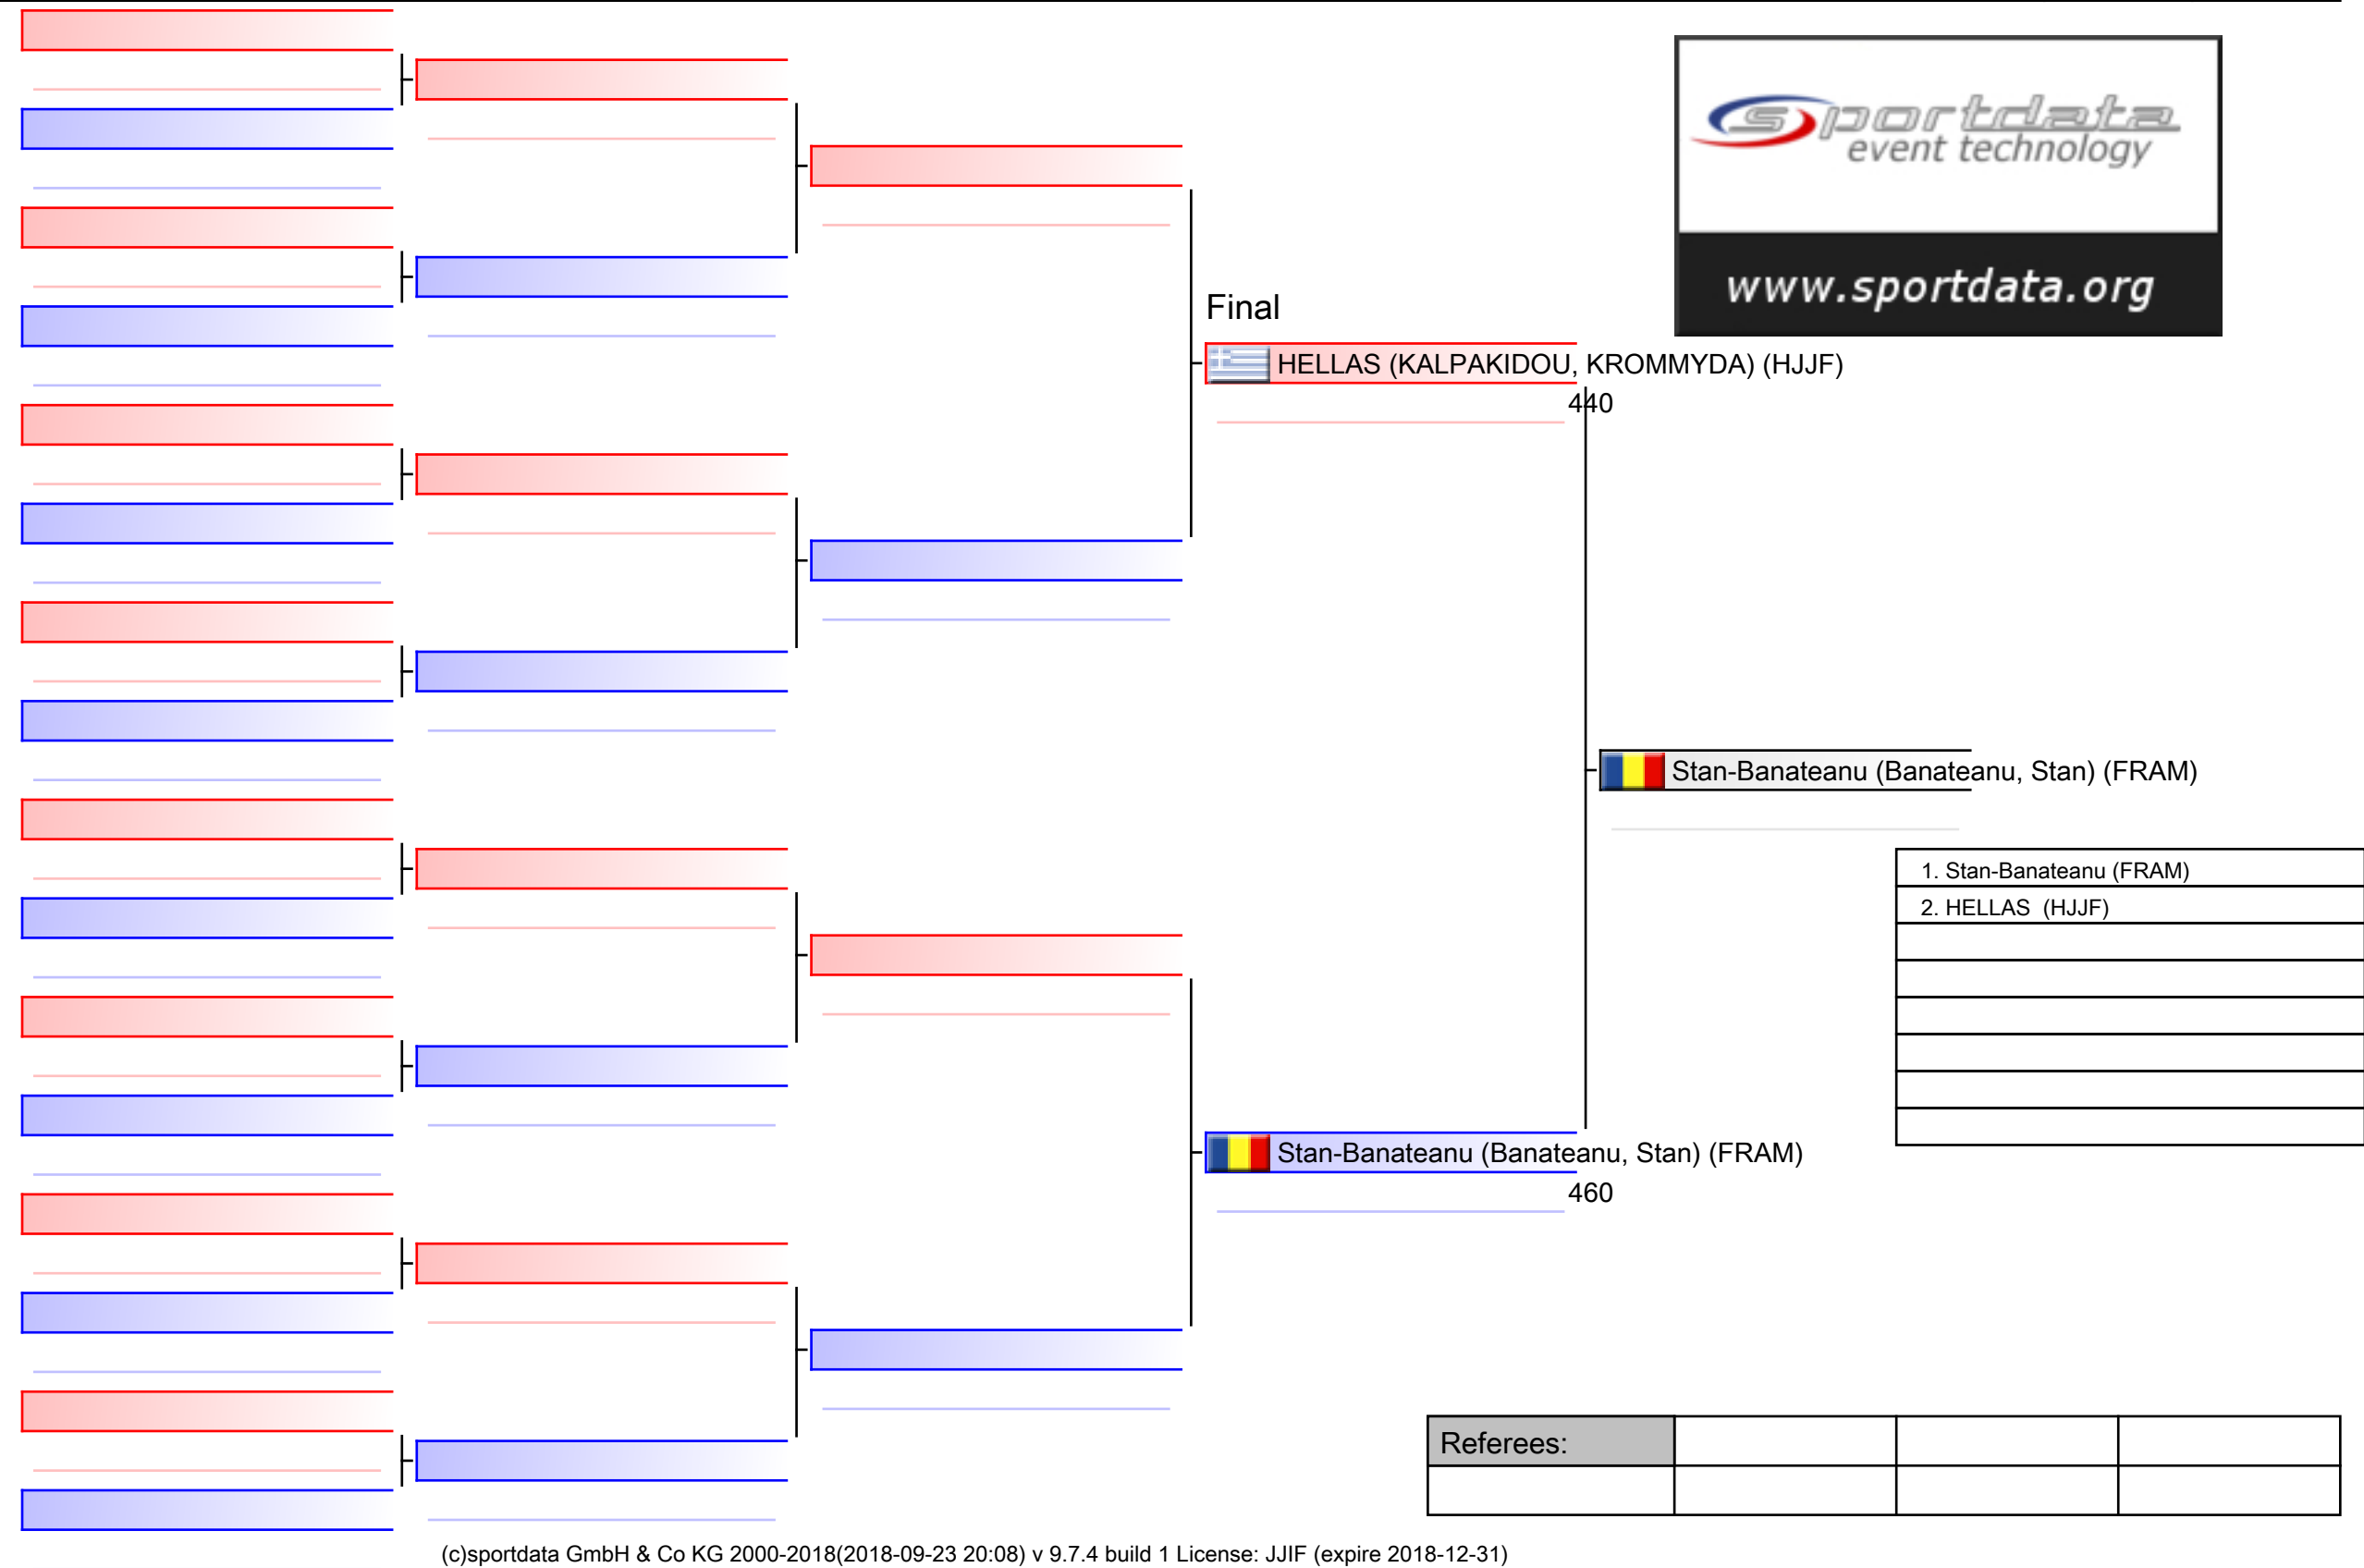 sportdata
event technology
www.sportdata.org
Final
HELLAS (KALPAKIDOU, KROMMYDA) (HJJF)
440
Stan-Banateanu (Banateanu, Stan) (FRAM)
1. Stan-Banateanu (FRAM)
2. HELLAS (HJJF)
Stan-Banateanu (Banateanu, Stan) (FRAM)
460
Referees:
(c)sportdata GmbH & Co KG 2000-2018(2018-09-23 20:08) v 9.7.4 build 1 License: JJIF (expire 2018-12-31)